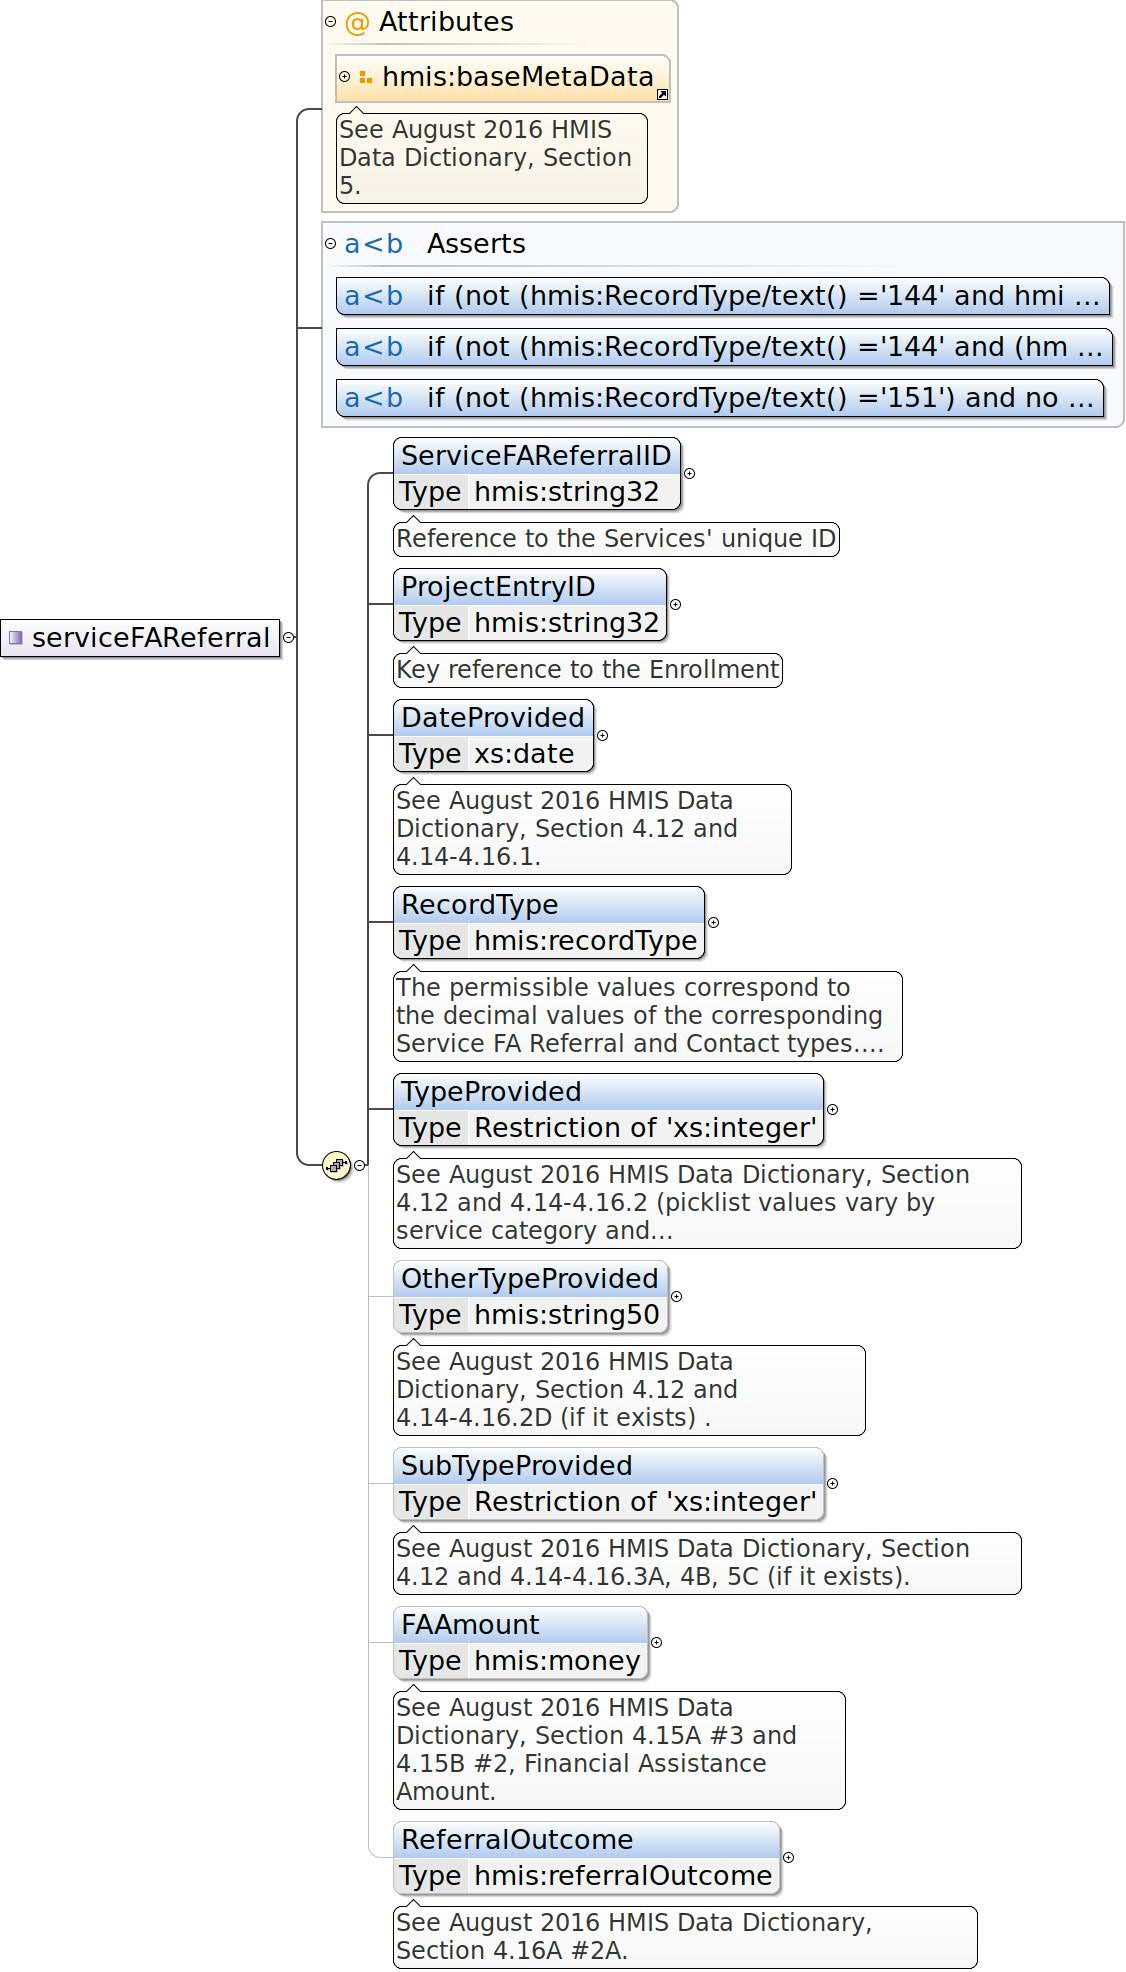 @ Attributes
hmis:baseMetaData
See August 2016 HMIS
Data Dictionary, Section
5.
a<b Asserts
a<b if (not (hmis:RecordType/text() ='144' and hmi ...
a<b if (not (hmis:RecordType/text() ='144' and (hm ...
a<b if (not (hmis:RecordType/text() ='151') and no ...
serviceFAReferral
ServiceFAReferralID
Type hmis:string32
Reference to the Services' unique ID
ProjectEntryID
Type hmis:string32
Key reference to the Enrollment
DateProvided
Type xs:date
See August 2016 HMIS Data
Dictionary, Section 4.12 and
4.14-4.16.1.
RecordType
Type hmis:recordType
The permissible values correspond to
the decimal values of the corresponding
Service FA Referral and Contact types....
TypeProvided
Type Restriction of 'xs:integer'
See August 2016 HMIS Data Dictionary, Section
4.12 and 4.14-4.16.2 (picklist values vary by
service category and...
OtherTypeProvided
Type hmis:string50
See August 2016 HMIS Data
Dictionary, Section 4.12 and
4.14-4.16.2D (if it exists) .
SubTypeProvided
Type Restriction of 'xs:integer'
See August 2016 HMIS Data Dictionary, Section
4.12 and 4.14-4.16.3A, 4B, 5C (if it exists).
FAAmount
Type hmis:money
See August 2016 HMIS Data
Dictionary, Section 4.15A #3 and
4.15B #2, Financial Assistance
Amount.
ReferralOutcome
Type hmis:referralOutcome
See August 2016 HMIS Data Dictionary,
Section 4.16A #2A.